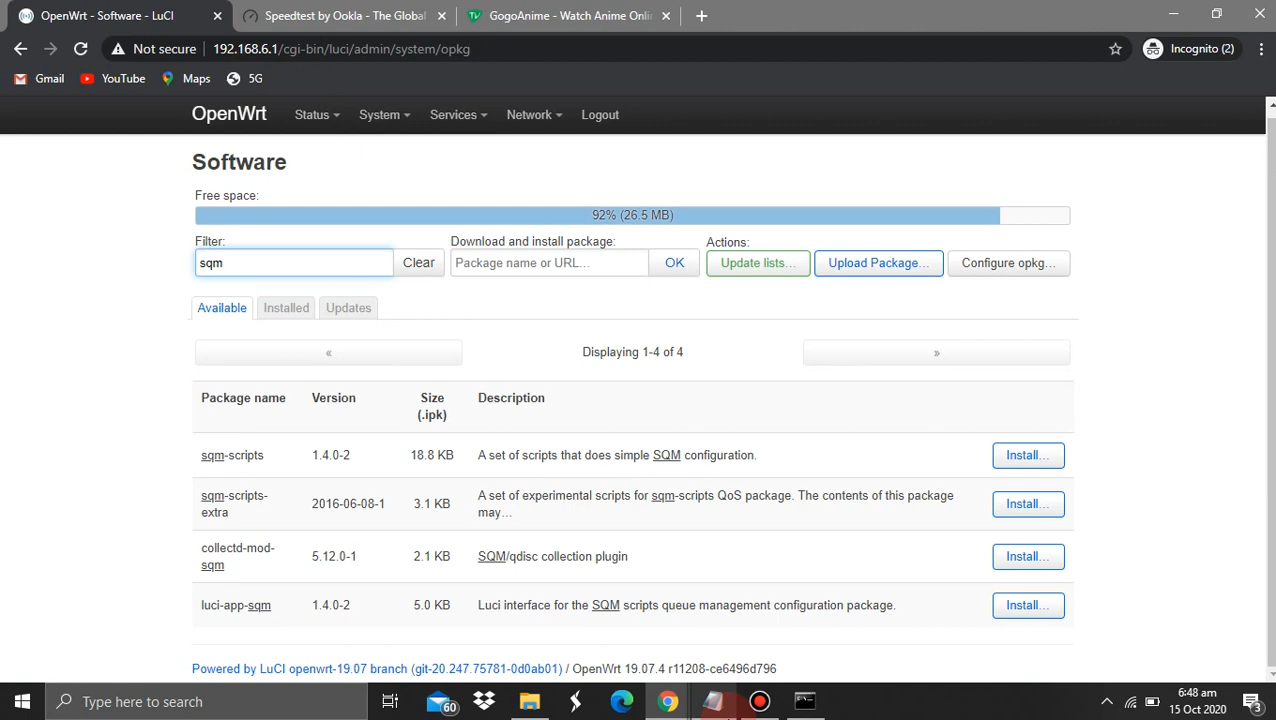 OpenWrt - Software - LuCI
Speedtest by Ookla - The Global
GogoAnime - Watch Anime Onli
Not secure
192.168.6.1/cgi-bin/luci/admin/system/opkg
Incognito (2)
Gmail
YouTube
Maps
5G
OpenWrt
Status
System
Services
Network
Logout
Software
Free space:
92% (26.5 MB)
Filter:
Download and install package:
Actions:
sqm
Clear
Package name or URL...
OK
Update lists...
Upload Package...
Configure opkg...
Available
Installed
Updates
«
Displaying 1-4 of 4
»
Package name
Version
Size
(.ipk)
Description
sqm-scripts
1.4.0-2
18.8 KB
A set of scripts that does simple SQM configuration.
Install...
sqm-scripts-
extra
2016-06-08-1
3.1 KB
A set of experimental scripts for sqm-scripts QoS package. The contents of this package
may...
Install...
collectd-mod-
sqm
5.12.0-1
2.1 KB
SQM/qdisc collection plugin
Install...
luci-app-sqm
1.4.0-2
5.0 KB
Luci interface for the SQM scripts queue management configuration package.
Install...
Powered by LuCI openwrt-19.07 branch (git-20.247.75781-0d0ab01) / OpenWrt 19.07.4 r11208-ce6496d796
Type here to search
60
6:48 am
15 Oct 2020
3